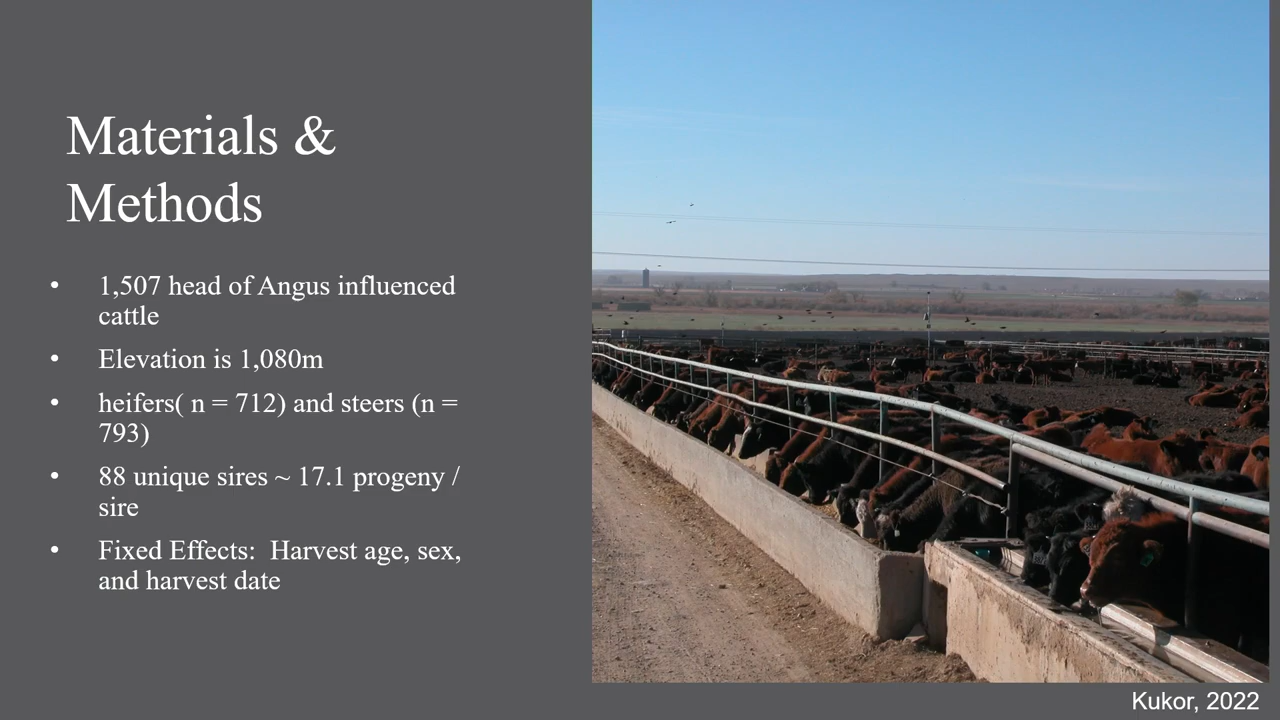 Materials &
Methods
• 1,507 head of Angus influenced
cattle
• Elevation is 1,080m
• heifers( n = 712) and steers (n =
793)
• 88 unique sires ~ 17.1 progeny /
sire
• Fixed Effects:  Harvest age, sex,
and harvest date
Kukor, 2022